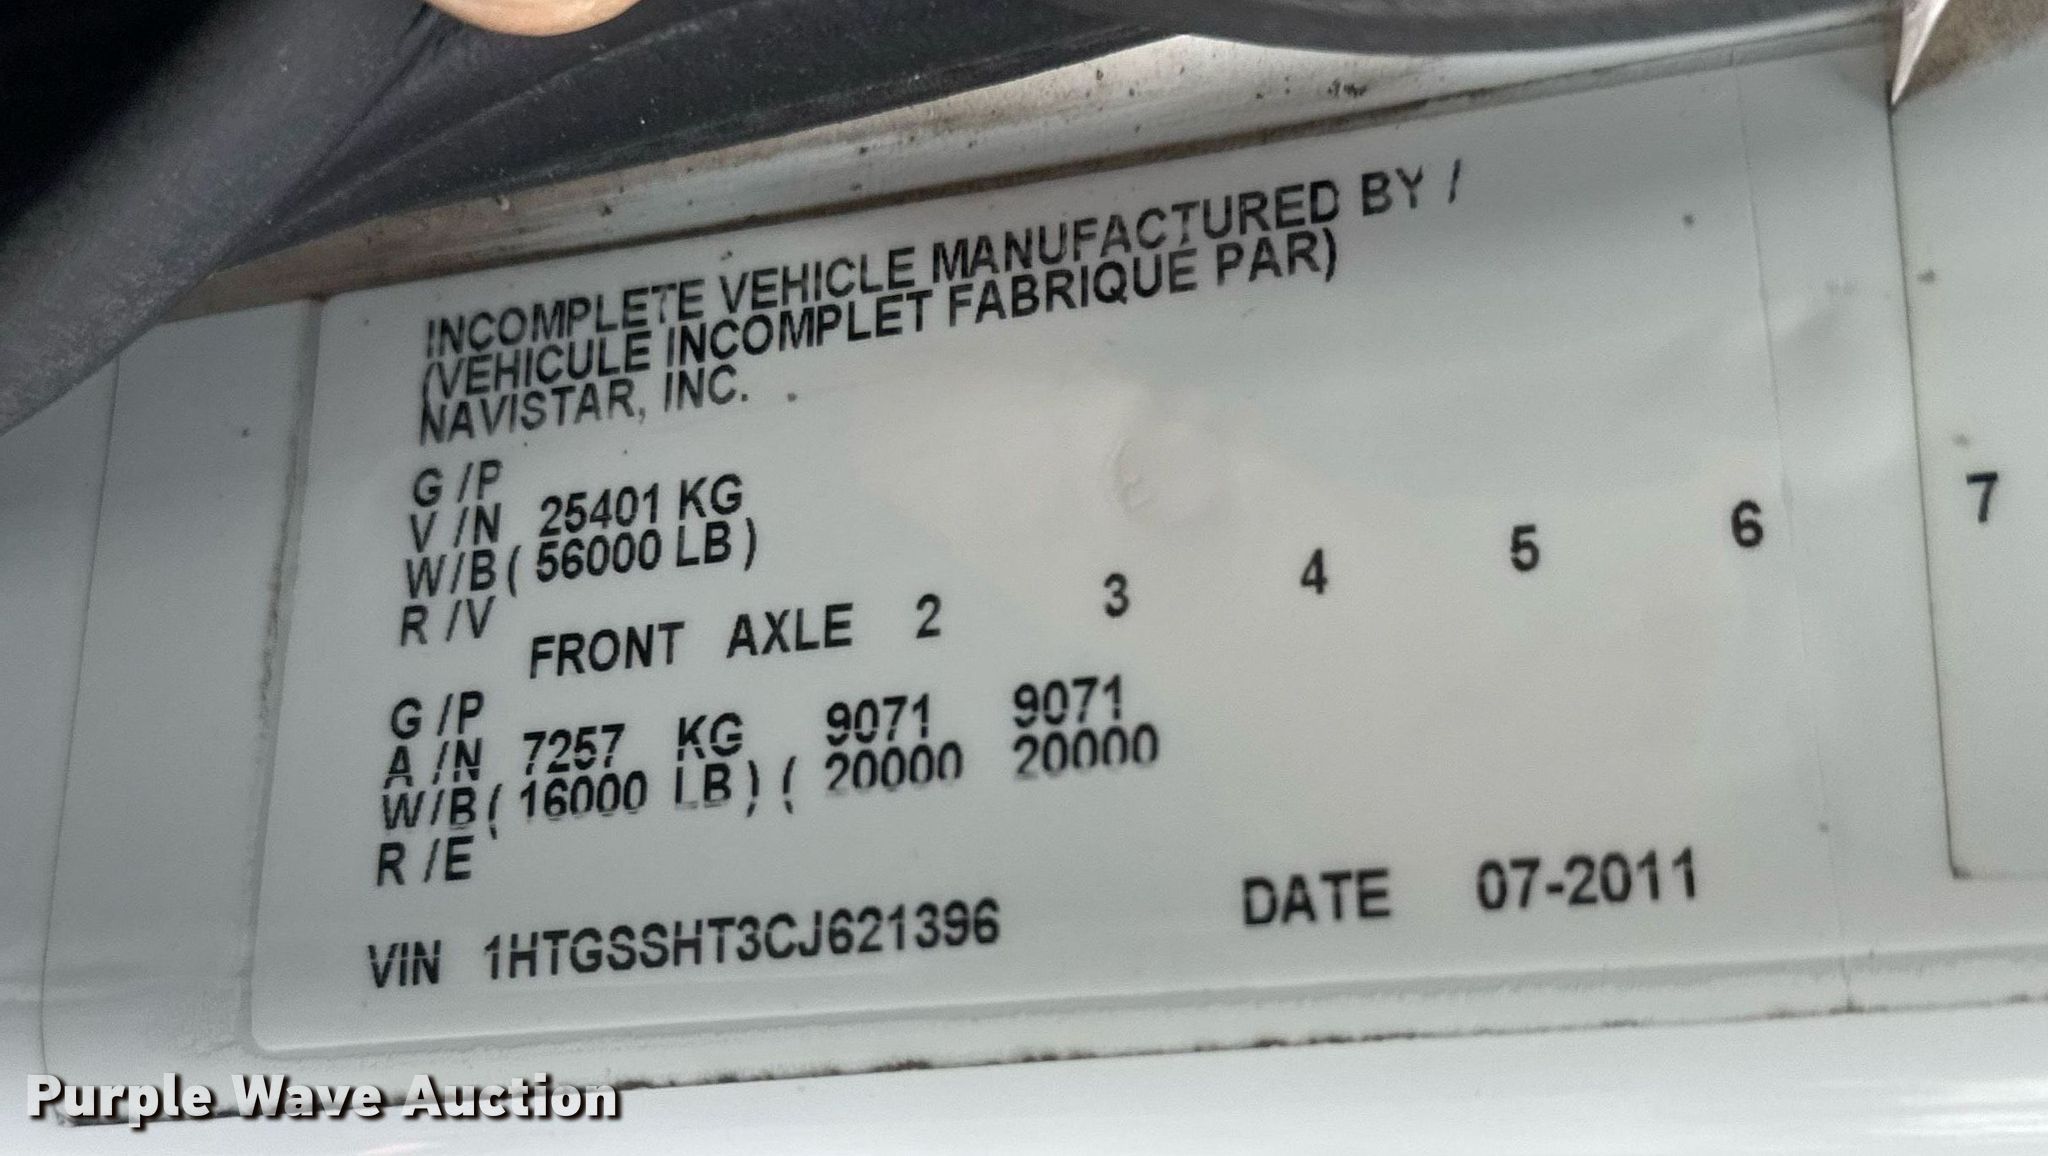 INCOMPLETE VEHICLE MANUFACTURED BY /
(VEHICULE INCOMPLET FABRIQUÉ PAR)
NAVISTAR, INC.
G /P
V /N 25401 KG
W/B ( 56000 LB )
R /V
FRONT AXLE 2 3 4 5 6 7
G /P
A /N 7257 KG 9071 9071
W/B ( 16000 LB ) ( 20000 20000
R /E
VIN 1HTGSSHT3CJ621396 DATE 07-2011
Purple Wave Auction